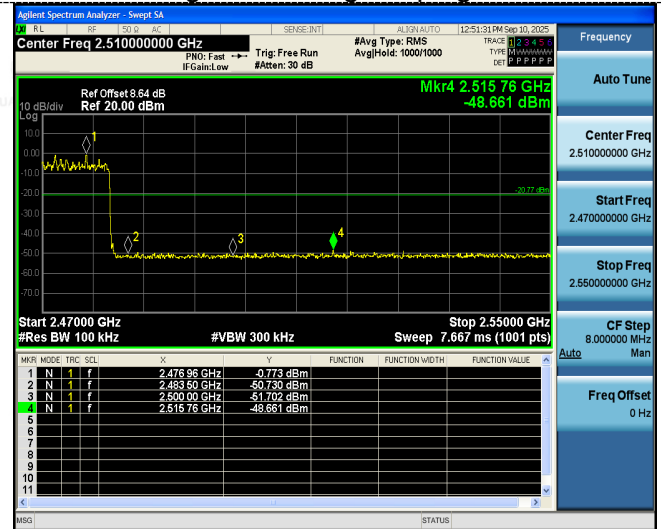 Agilent Spectrum Analyzer - Swept SA
LXI RL RF 50 Ω AC SENSE:INT ALIGN AUTO 12:51:31 PM Sep 10, 2025
Center Freq 2.510000000 GHz
PNO: Fast
IFGain:Low
Trig: Free Run
#Atten: 30 dB
#Avg Type: RMS
Avg|Hold: 1000/1000
TRACE 1 2 3 4 5 6
TYPE M
DET P P P P P P
Mkr4 2.515 76 GHz
-48.661 dBm
Ref Offset 8.64 dB
10 dB/div Ref 20.00 dBm
Log
10.0
0.00
-10.0
-20.0
-30.0
-40.0
-50.0
-60.0
-70.0
1
2
3
4
-20.77 dBm
Start 2.47000 GHz Stop 2.55000 GHz
#Res BW 100 kHz #VBW 300 kHz Sweep 7.667 ms (1001 pts)
MKR MODE TRC SCL X Y FUNCTION FUNCTION WIDTH FUNCTION VALUE
1 N 1 f 2.476 96 GHz -0.773 dBm
2 N 1 f 2.483 50 GHz -50.730 dBm
3 N 1 f 2.500 00 GHz -51.702 dBm
4 N 1 f 2.515 76 GHz -48.661 dBm
5
6
7
8
9
10
11
MSG STATUS
Frequency
Auto Tune
Center Freq
2.510000000 GHz
Start Freq
2.470000000 GHz
Stop Freq
2.550000000 GHz
CF Step
8.000000 MHz
Auto Man
Freq Offset
0 Hz